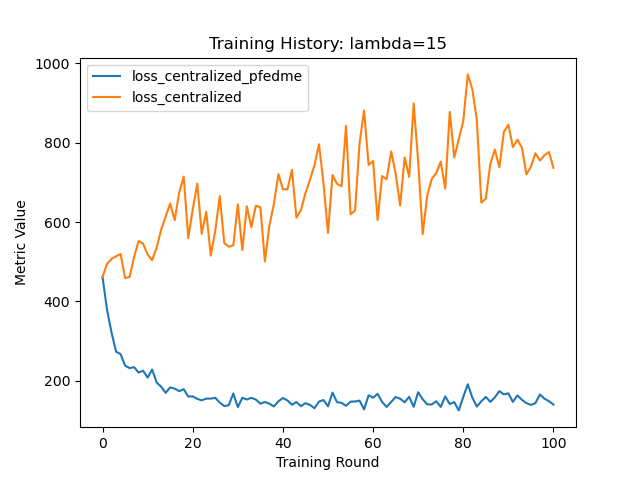 Training History: lambda=15
loss_centralized_pfedme
loss_centralized
Metric Value
1000
800
600
400
200
0
20
40
60
80
100
Training Round